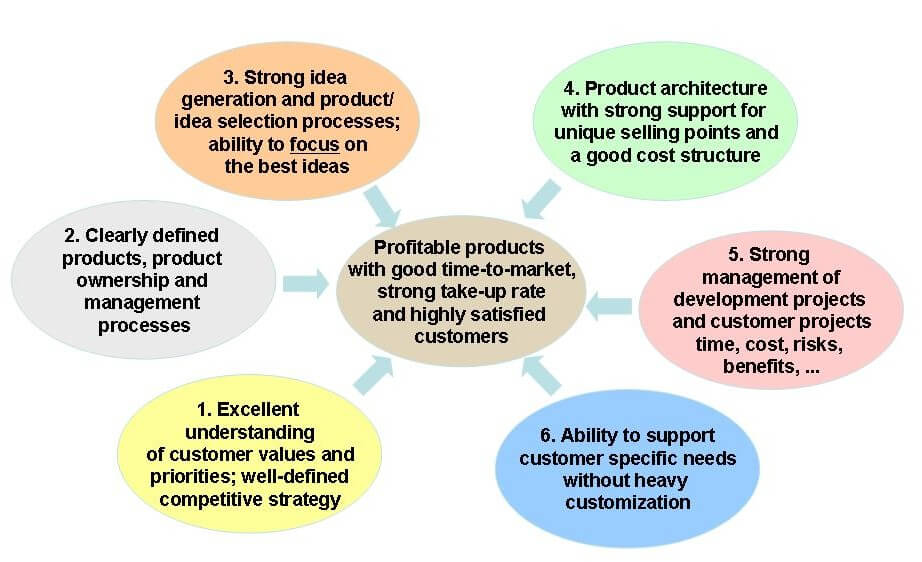 3. Strong idea
generation and product/
idea selection processes;
ability to focus on
the best ideas
4. Product architecture
with strong support for
unique selling points and
a good cost structure
2. Clearly defined
products, product
ownership and
management
processes
Profitable products
with good time-to-market,
strong take-up rate
and highly satisfied
customers
5. Strong
management of
development projects
and customer projects
time, cost, risks,
benefits, ...
1. Excellent
understanding
of customer values and
priorities; well-defined
competitive strategy
6. Ability to support
customer specific needs
without heavy
customization